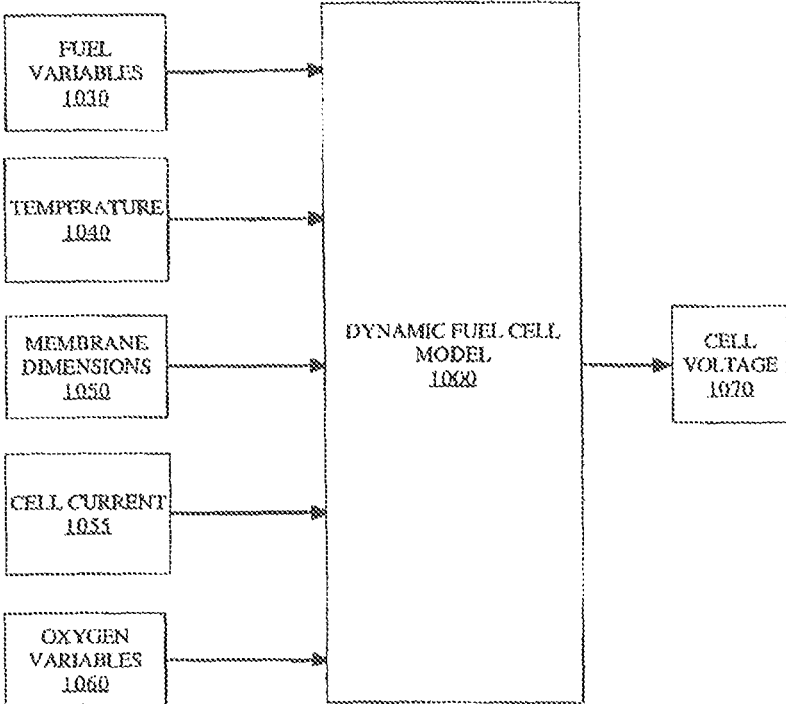 FUEL
VARIABLES
1030
TEMPERATURE
1040
MEMBRANE
DIMENSIONS
1050
CELL CURRENT
1055
OXYGEN
VARIABLES
1060
DYNAMIC FUEL CELL
MODEL
1000
CELL
VOLTAGE
1070